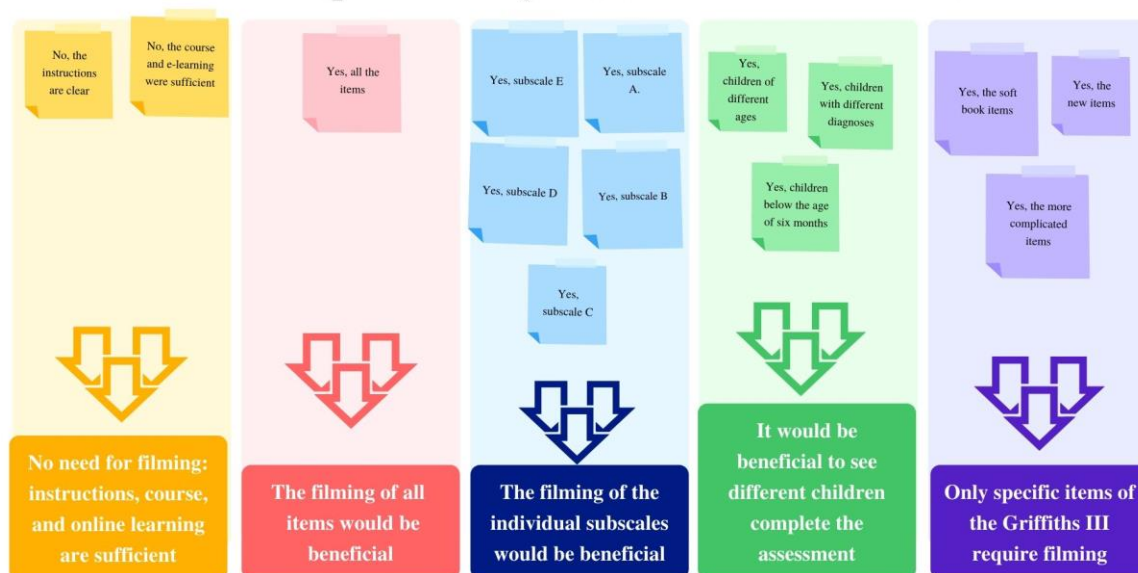 No, the
instructions
are clear
No, the course
and e-learning
were sufficient
No need for filming:
instructions, course,
and online learning
are sufficient
Yes, all the
items
The filming of all
items would be
beneficial
Yes, subscale E
Yes, subscale
A.
Yes, subscale D
Yes, subscale B
Yes,
subscale C
The filming of the
individual subscales
would be beneficial
Yes,
children of
different
ages
Yes, children
with different
diagnoses
Yes, children
below the age
of six months
It would be
beneficial to see
different children
complete the
assessment
Yes, the soft
book items
Yes, the
new items
Yes, the more
complicated
items
Only specific items of
the Griffiths III
require filming